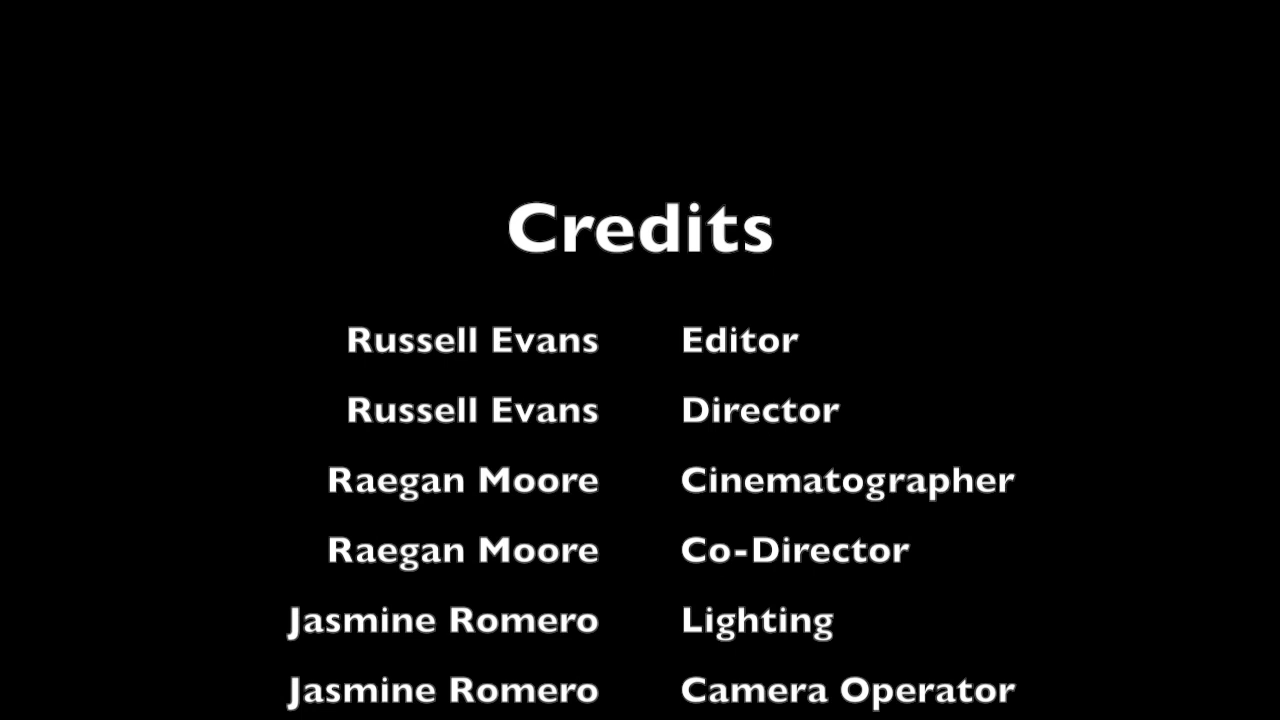 Credits
Russell Evans Editor
Russell Evans Director
Raegan Moore Cinematographer
Raegan Moore Co-Director
Jasmine Romero Lighting
Jasmine Romero Camera Operator